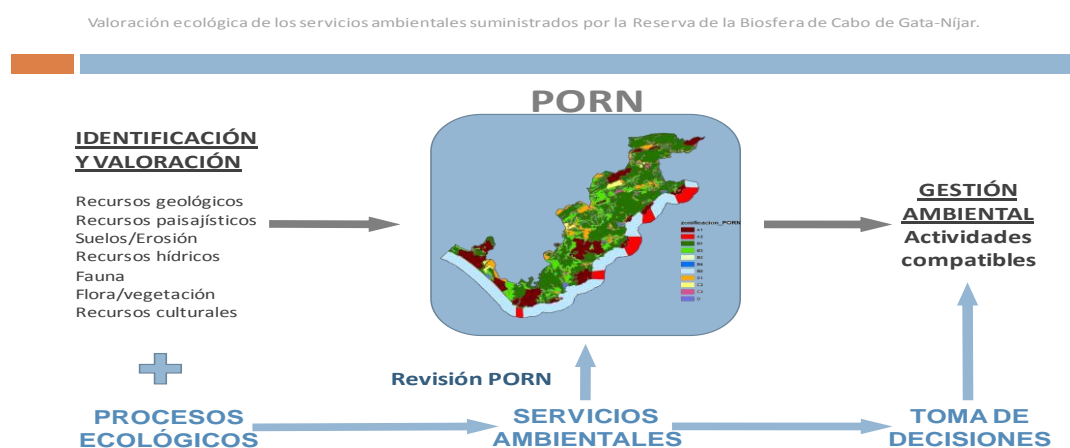 Valoración ecológica de los servicios ambientales suministrados por la Reserva de la Biosfera de Cabo de Gata-Níjar.
PORN
IDENTIFICACIÓN
Y VALORACIÓN
Recursos geológicos
Recursos paisajísticos
Suelos/Erosión
Recursos hídricos
Fauna
Flora/vegetación
Recursos culturales
GESTIÓN
AMBIENTAL
Actividades
compatibles
Revisión PORN
PROCESOS
ECOLÓGICOS
SERVICIOS
AMBIENTALES
TOMA DE
DECISIONES